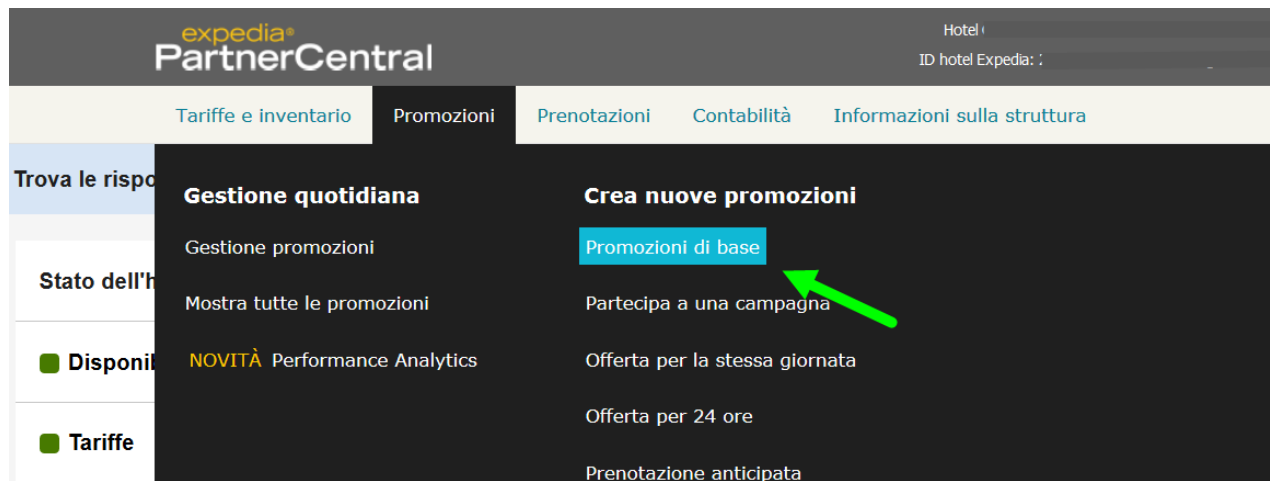 expedia®
PartnerCentral
Hotel
ID hotel Expedia:
Tariffe e inventario Promozioni Prenotazioni Contabilità Informazioni sulla struttura
Trova le rispo
Gestione quotidiana Crea nuove promozioni
Gestione promozioni Promozioni di base
Stato dell'h
Mostra tutte le promozioni Partecipa a una campagna
Disponib
NOVITÀ Performance Analytics Offerta per la stessa giornata
Offerta per 24 ore
Tariffe
Prenotazione anticipata